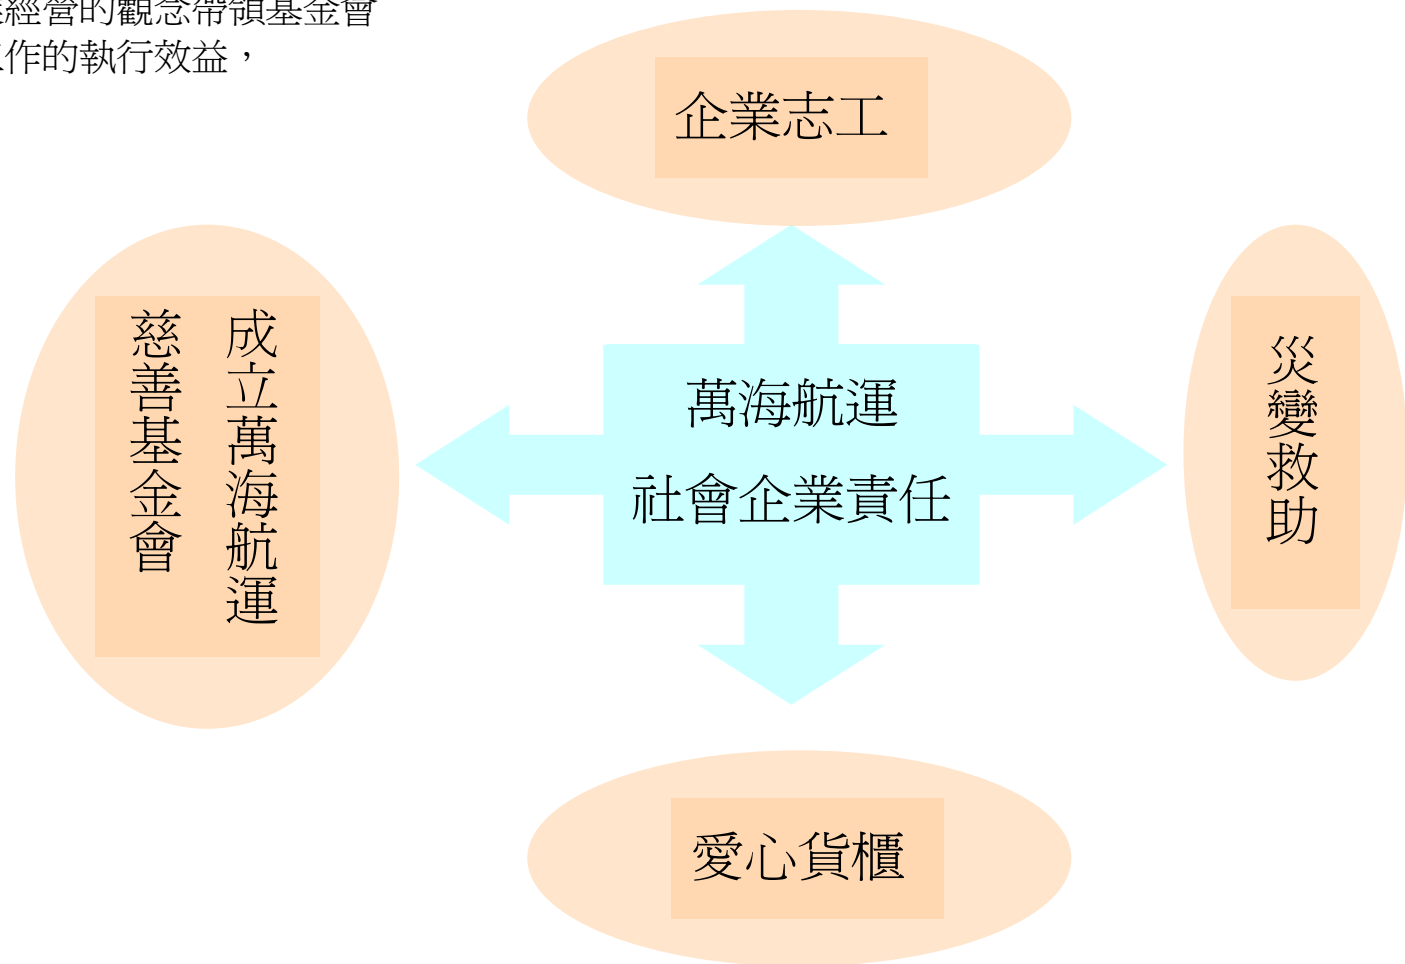 經營的觀念帶領基金會
作的執行效益，
企業志工
成立萬海航運
慈善基金會
萬海航運
社會企業責任
災變救助
愛心貨櫃